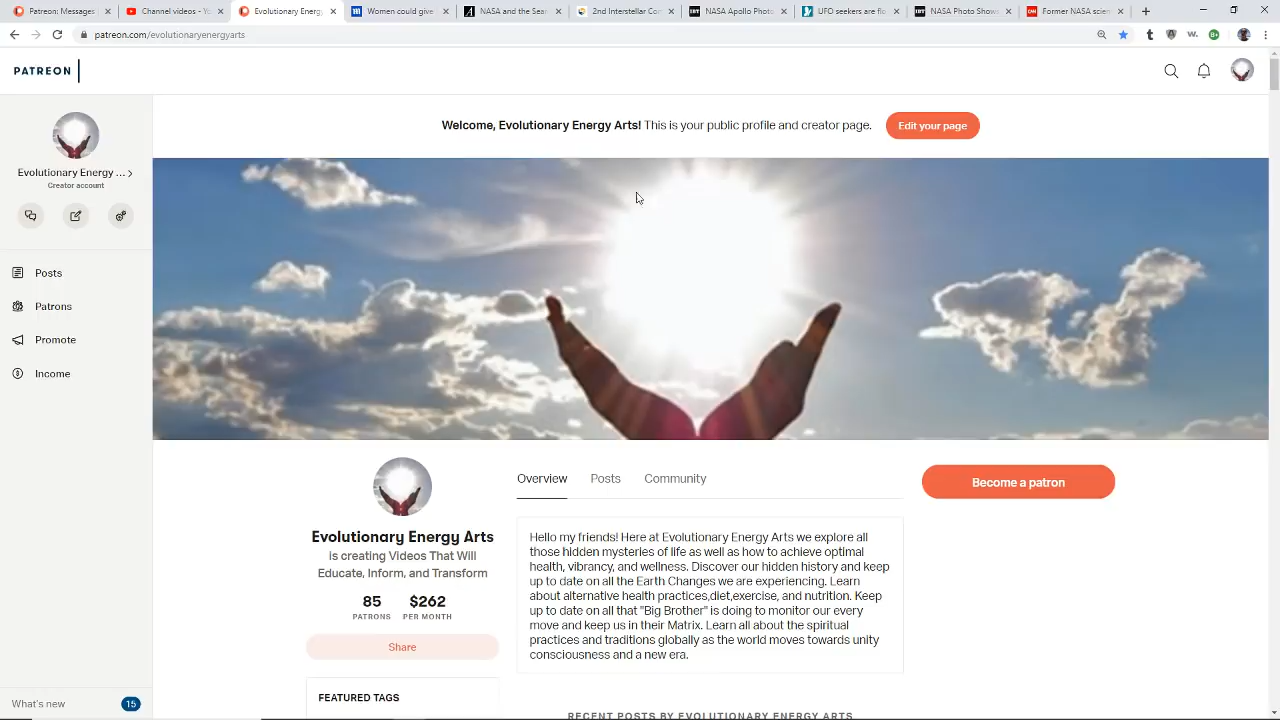 Patreon: Messages
Channel videos - Yo
Evolutionary Energy
Women could give
NASA and the Sear
2nd Interstellar Co
NASA Apollo Photo
UFO seekers are flo
NASA Photo Show
Former NASA scien
patreon.com/evolutionaryenergyarts
PATREON
Evolutionary Energy ...
Creator account
Posts
Patrons
Promote
Income
What's new
15
Welcome, Evolutionary Energy Arts! This is your public profile and creator page.
Edit your page
Evolutionary Energy Arts
is creating Videos That Will
Educate, Inform, and Transform
85
PATRONS
$262
PER MONTH
Share
FEATURED TAGS
Overview
Posts
Community
Hello my friends! Here at Evolutionary Energy Arts we explore all
those hidden mysteries of life as well as how to achieve optimal
health, vibrancy, and wellness. Discover our hidden history and keep
up to date on all the Earth Changes we are experiencing. Learn
about alternative health practices,diet,exercise, and nutrition. Keep
up to date on all that "Big Brother" is doing to monitor our every
move and keep us in their Matrix. Learn all about the spiritual
practices and traditions globally as the world moves towards unity
consciousness and a new era.
Become a patron
RECENT POSTS BY EVOLUTIONARY ENERGY ARTS